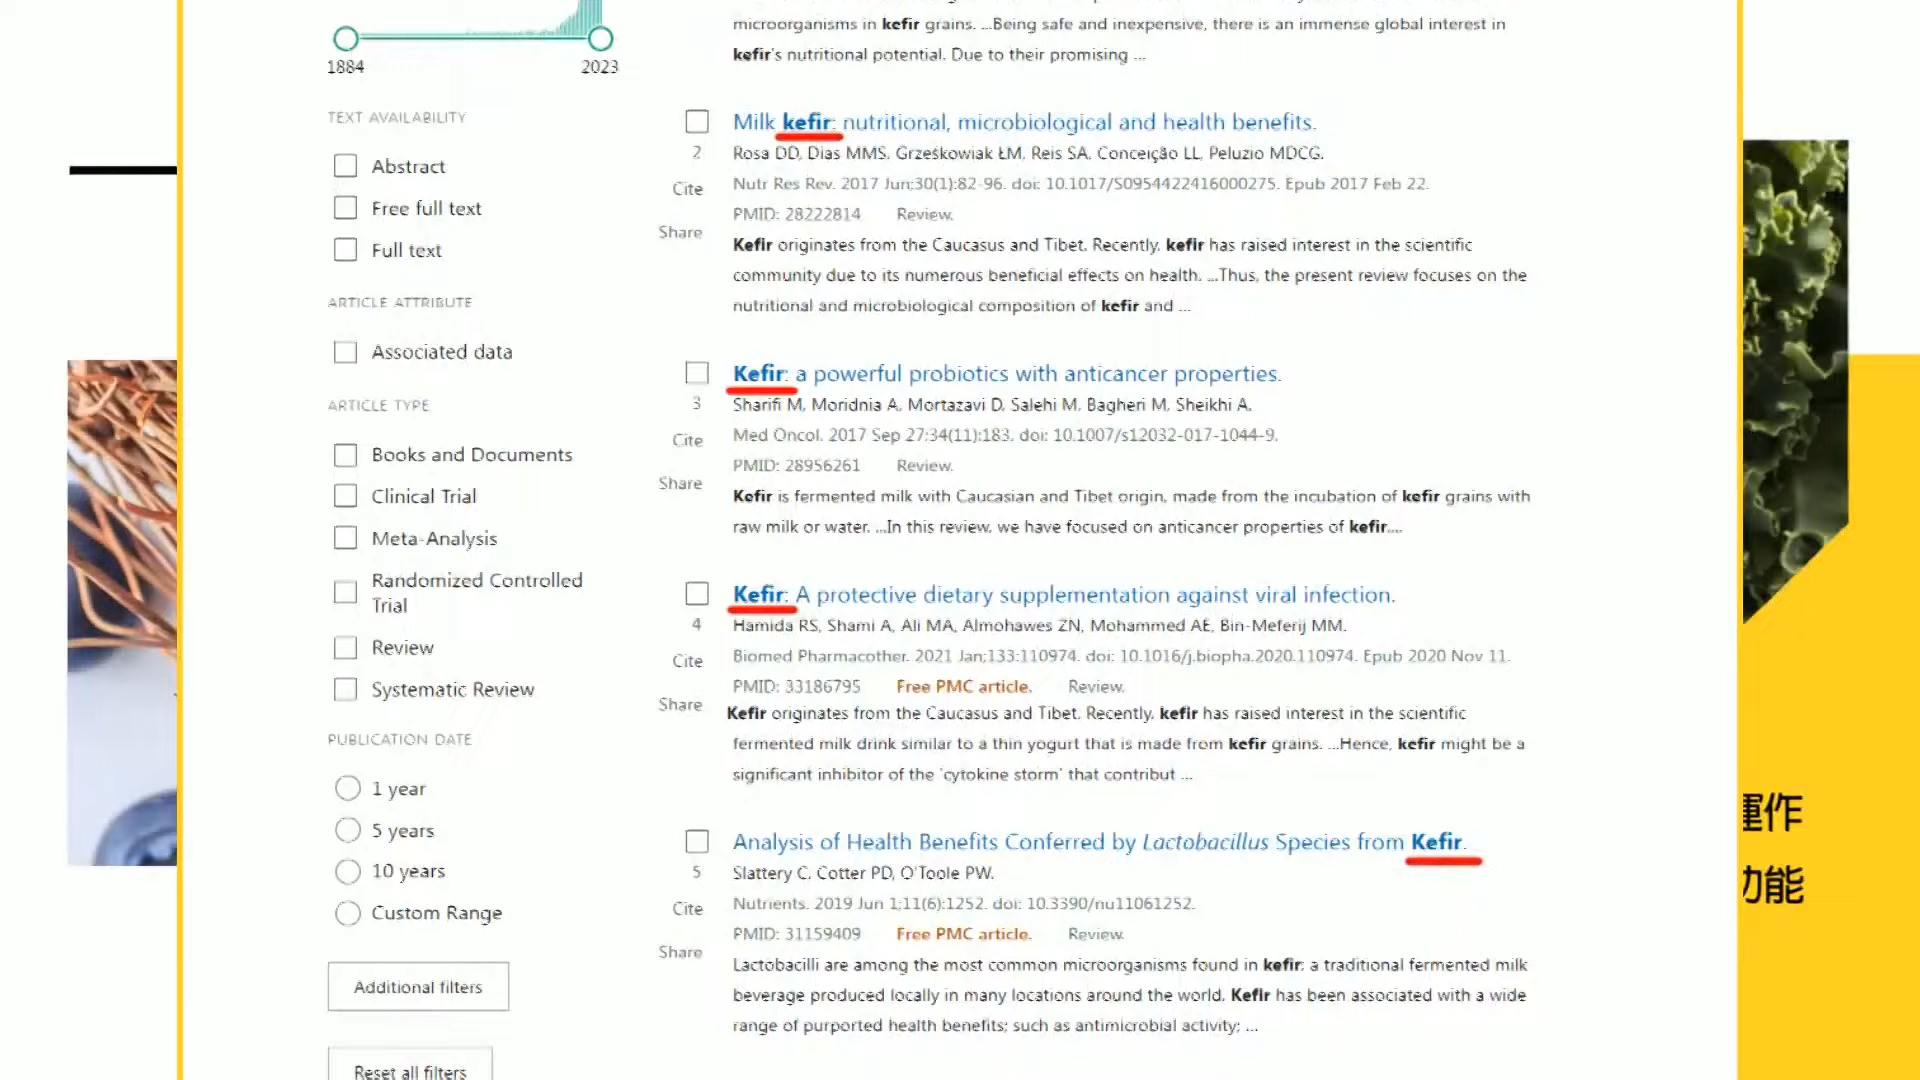 microorganisms in kefir grains. ...Being safe and inexpensive, there is an immense global interest in
kefir's nutritional potential. Due to their promising ...
1884
2023
TEXT AVAILABILITY
Abstract
Free full text
Full text
ARTICLE ATTRIBUTE
Associated data
ARTICLE TYPE
Books and Documents
Clinical Trial
Meta-Analysis
Randomized Controlled
Trial
Review
Systematic Review
PUBLICATION DATE
1 year
5 years
10 years
Custom Range
Additional filters
Reset all filters
Milk kefir: nutritional, microbiological and health benefits.
2
Rosa DD, Dias MMS, Grześkowiak ŁM, Reis SA, Conceição LL, Peluzio MDCG.
Cite
Nutr Res Rev. 2017 Jun;30(1):82-96. doi: 10.1017/S0954422416000275. Epub 2017 Feb 22.
PMID: 28222814 Review.
Share
Kefir originates from the Caucasus and Tibet. Recently, kefir has raised interest in the scientific
community due to its numerous beneficial effects on health. ...Thus, the present review focuses on the
nutritional and microbiological composition of kefir and ...
Kefir: a powerful probiotics with anticancer properties.
3
Sharifi M, Moridnia A, Mortazavi D, Salehi M, Bagheri M, Sheikhi A.
Cite
Med Oncol. 2017 Sep 27;34(11):183. doi: 10.1007/s12032-017-1044-9.
PMID: 28956261 Review.
Share
Kefir is fermented milk with Caucasian and Tibet origin, made from the incubation of kefir grains with
raw milk or water. ...In this review, we have focused on anticancer properties of kefir....
Kefir: A protective dietary supplementation against viral infection.
4
Hamida RS, Shami A, Ali MA, Almohawes ZN, Mohammed AE, Bin-Meferij MM.
Cite
Biomed Pharmacother. 2021 Jan;133:110974. doi: 10.1016/j.biopha.2020.110974. Epub 2020 Nov 11.
PMID: 33186795 Free PMC article. Review.
Share
Kefir originates from the Caucasus and Tibet. Recently, kefir has raised interest in the scientific
fermented milk drink similar to a thin yogurt that is made from kefir grains. ...Hence, kefir might be a
significant inhibitor of the 'cytokine storm' that contribut ...
Analysis of Health Benefits Conferred by Lactobacillus Species from Kefir.
5
Slattery C, Cotter PD, O'Toole PW.
Cite
Nutrients. 2019 Jun 1;11(6):1252. doi: 10.3390/nu11061252.
PMID: 31159409 Free PMC article. Review.
Share
Lactobacilli are among the most common microorganisms found in kefir; a traditional fermented milk
beverage produced locally in many locations around the world. Kefir has been associated with a wide
range of purported health benefits; such as antimicrobial activity; ...
運作
功能